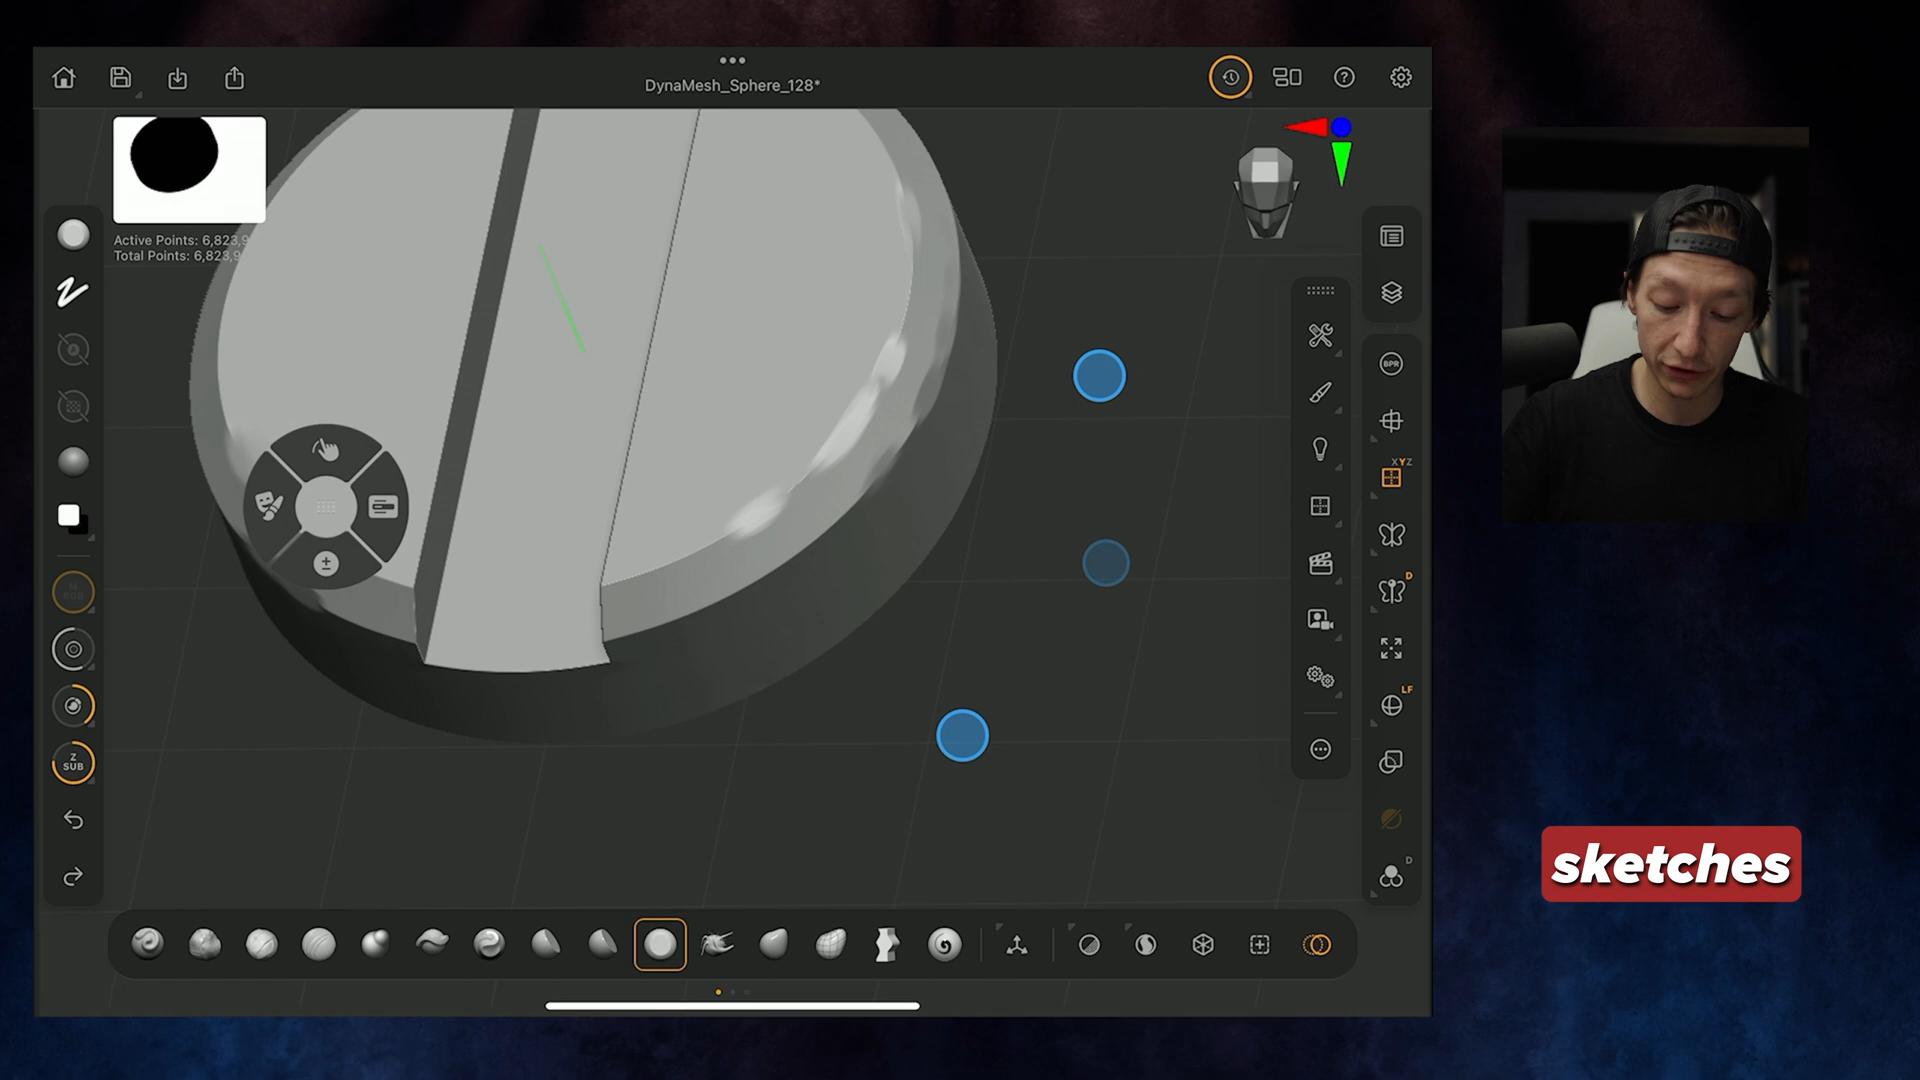 DynaMesh_Sphere_128*
Active Points: 6,823,9
Total Points: 6,823,9
BPR
XYZ
D
LF
Z
SUB
D
sketches